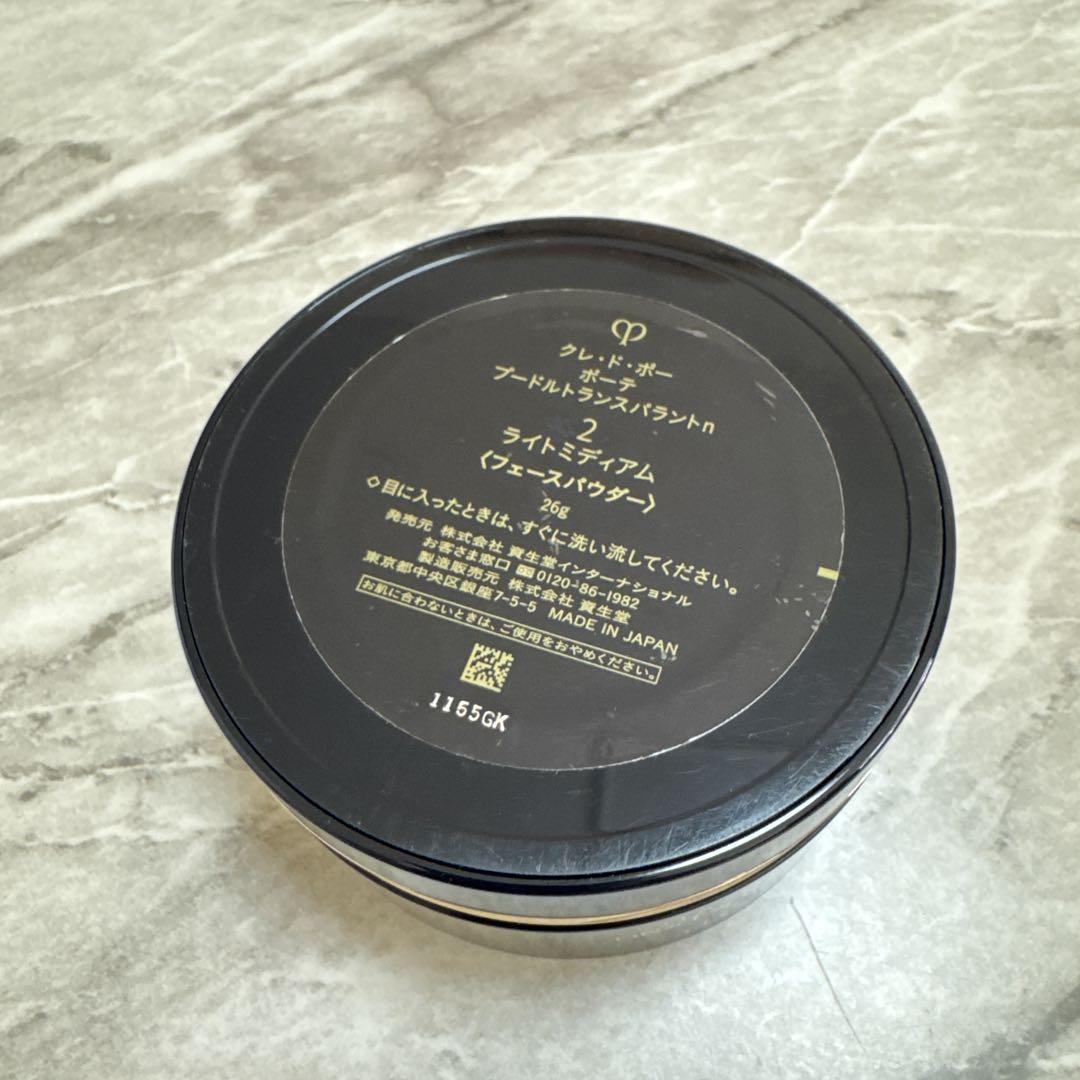 クレ・ド・ポー
ボーテ
プードルトランスパラントn
2
ライトミディアム
〈フェースパウダー〉
26g
◇目に入ったときは、すぐに洗い流してください。
発売元 株式会社 資生堂インターナショナル
お客さま窓口 0120-86-1982
製造販売元 株式会社 資生堂
東京都中央区銀座7-5-5 MADE IN JAPAN
お肌に合わないときは、ご使用をおやめください。
1155GK